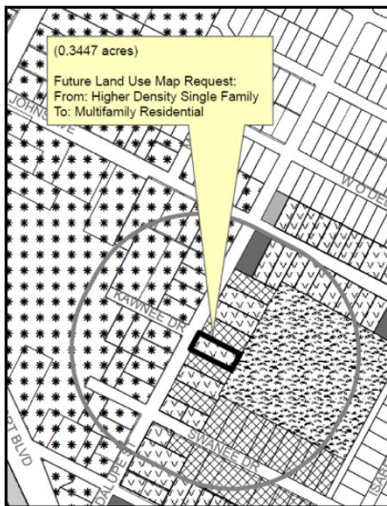 (0.3447 acres)
Future Land Use Map Request:
From: Higher Density Single Family
To: Multifamily Residential
KAWNEE DR
SWANEE DR